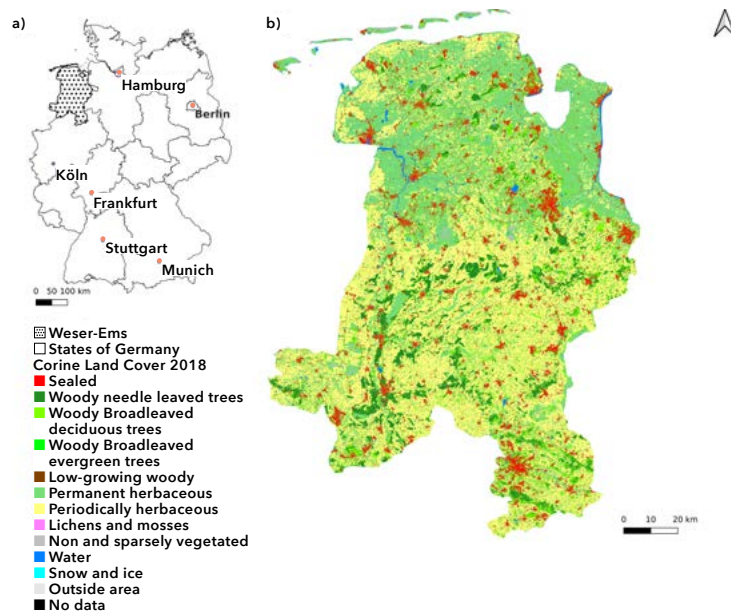 a)
b)
Hamburg
Berlin
Köln
Frankfurt
Stuttgart
Munich
0 50 100 km
Weser-Ems
States of Germany
Corine Land Cover 2018
Sealed
Woody needle leaved trees
Woody Broadleaved
deciduous trees
Woody Broadleaved
evergreen trees
Low-growing woody
Permanent herbaceous
Periodically herbaceous
Lichens and mosses
Non and sparsely vegetated
Water
Snow and ice
Outside area
No data
0 10 20 km